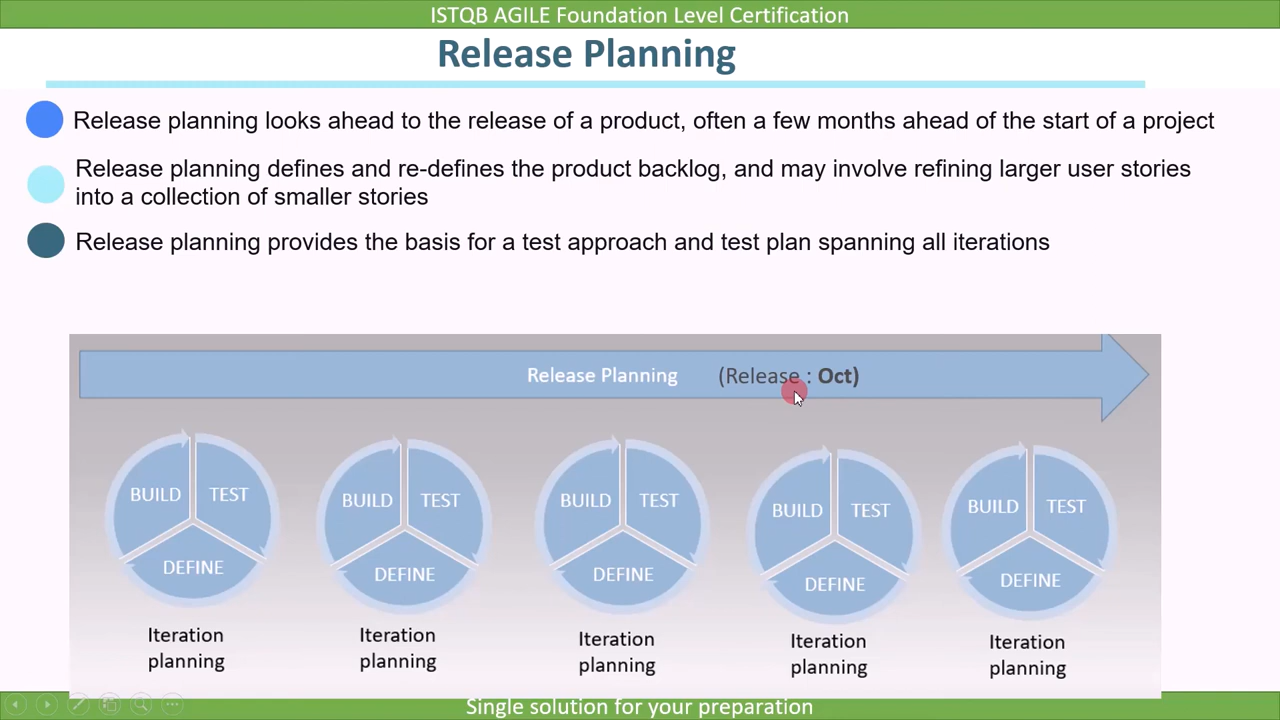 ISTQB AGILE Foundation Level Certification
Release Planning
Release planning looks ahead to the release of a product, often a few months ahead of the start of a project
Release planning defines and re-defines the product backlog, and may involve refining larger user stories
into a collection of smaller stories
Release planning provides the basis for a test approach and test plan spanning all iterations
Release Planning (Release : Oct)
BUILD TEST
DEFINE
Iteration
planning
BUILD TEST
DEFINE
Iteration
planning
BUILD TEST
DEFINE
Iteration
planning
BUILD TEST
DEFINE
Iteration
planning
BUILD TEST
DEFINE
Iteration
planning
Single solution for your preparation